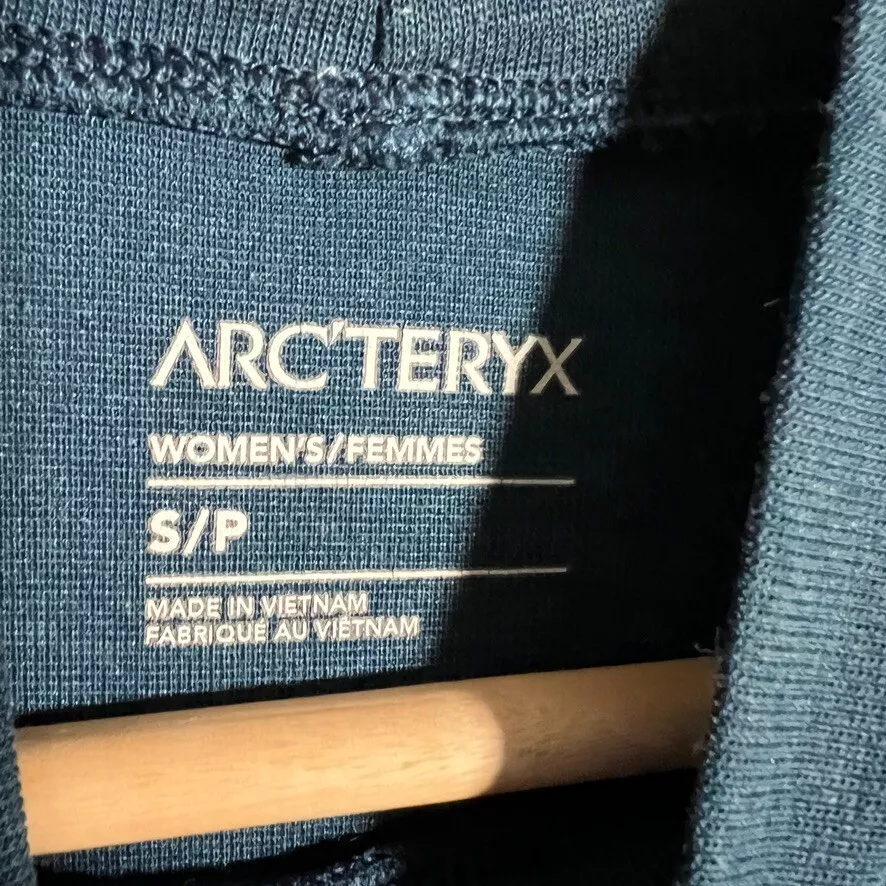 ARC'TERYX
WOMEN'S/FEMMES
S/P
MADE IN VIETNAM
FABRIQUÉ AU VIETNAM